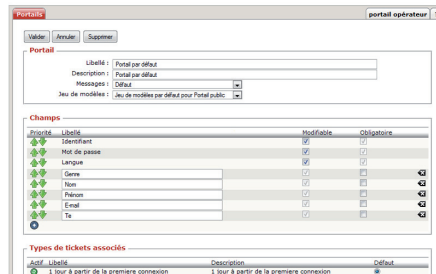 Portails
portail opérateur
Valider Annuler Supprimer
Portail
Libellé : Portail par défaut
Description : Portail par défaut
Messages : Défaut
Jeu de modèles : Jeu de modèles par défaut pour Portail public
Champs
Priorité Libellé Modifiable Obligatoire
Identifiant
Mot de passe
Langue
Genre
Nom
Prénom
E-mail
Te
Types de tickets associés
Actif Libellé Description Défaut
1 jour à partir de la premiere connexion 1 jour à partir de la premiere connexion